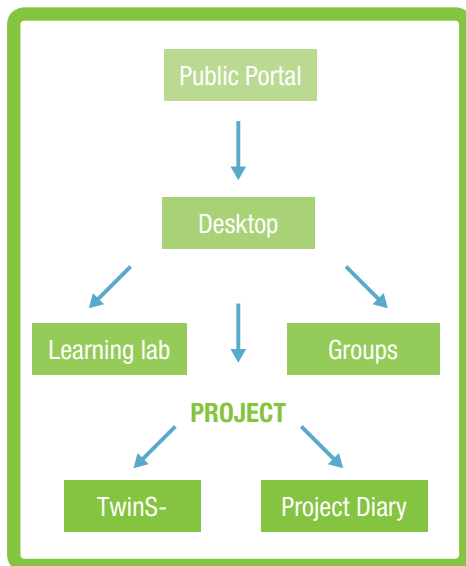 Public Portal
Desktop
Learning lab
Groups
PROJECT
TwinS-
Project Diary